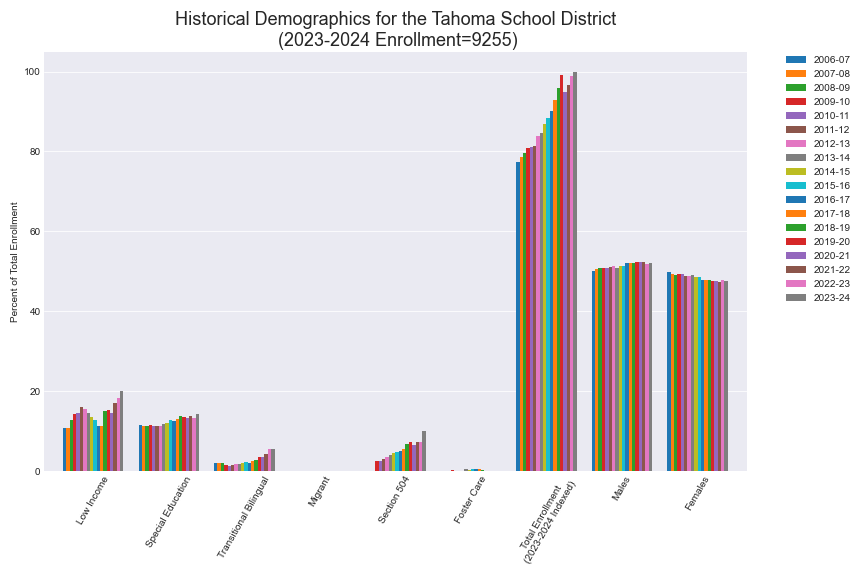 Historical Demographics for the Tahoma School District
(2023-2024 Enrollment=9255)
Percent of Total Enrollment
100
80
60
40
20
0
Low Income
Special Education
Transitional Bilingual
Migrant
Section 504
Foster Care
Total Enrollment
(2023-2024 Indexed)
Males
Females
2006-07
2007-08
2008-09
2009-10
2010-11
2011-12
2012-13
2013-14
2014-15
2015-16
2016-17
2017-18
2018-19
2019-20
2020-21
2021-22
2022-23
2023-24